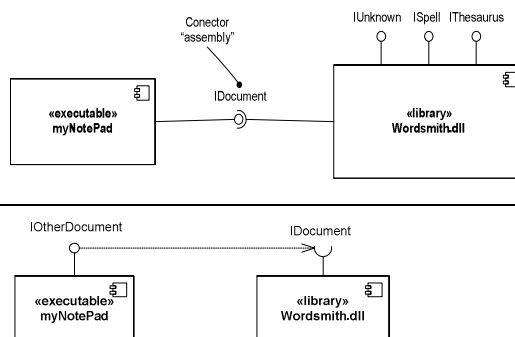 Conector
"assembly"
IUnknown
ISpell
IThesaurus
IDocument
«executable»
myNotePad
«library»
Wordsmith.dll
IOtherDocument
IDocument
«executable»
myNotePad
«library»
Wordsmith.dll